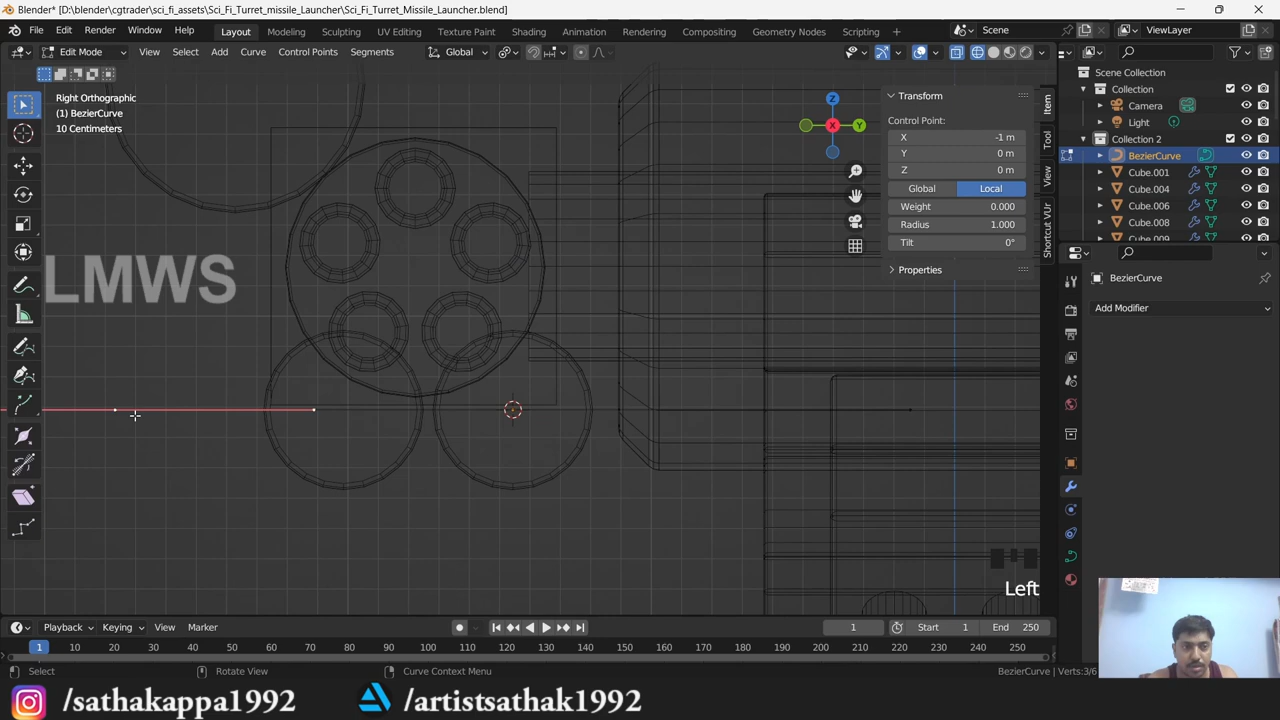 Blender* [D:\blender\cgtrader\sci_fi_assets\Sci_Fi_Turret_missile_Launcher\Sci_Fi_Turret_Missile_Launcher.blend]
File Edit Render Window Help Layout Modeling Sculpting UV Editing Texture Paint Shading Animation Rendering Compositing Geometry Nodes Scripting + Scene ViewLayer
Edit Mode View Select Add Curve Control Points Segments Global
Right Orthographic
(1) BezierCurve
10 Centimeters
LMWS
Z
Y
X
Transform
Control Point:
X -1 m
Y 0 m
Z 0 m
Global Local
Weight 0.000
Radius 1.000
Tilt 0°
Properties
Item
Tool
View
Shortcut VUr
Scene Collection
Collection
Camera
Light
Collection 2
BezierCurve
Cube.001
Cube.004
Cube.006
Cube.008
Cube.009
BezierCurve
Add Modifier
Left
Playback Keying View Marker 1 Start 1 End 250
1 10 20 30 40 50 60 70 80 90 100 110 120 130 140 150 160 170 180 190 200 210 220 230 240 250
Select Rotate View Curve Context Menu BezierCurve | Verts:3/6
/sathakappa1992 /artistsathak1992